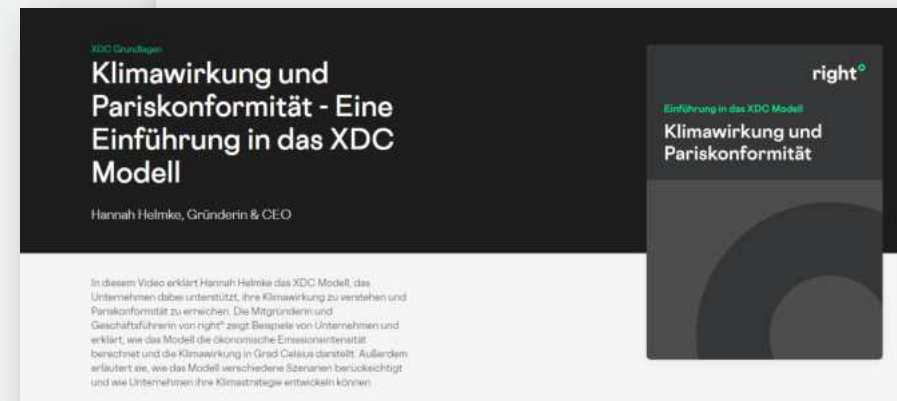 XDC Grundlagen
Klimawirkung und
Pariskonformität - Eine
Einführung in das XDC
Modell
Hannah Helmke, Gründerin & CEO
right°
Einführung in das XDC Modell
Klimawirkung und
Pariskonformität
In diesem Video erklärt Hannah Helmke das XDC Modell, das
Unternehmen dabei unterstützt, ihre Klimawirkung zu verstehen und
Pariskonformität zu erreichen. Die Mitgründerin und
Geschäftsführerin von right° zeigt Beispiele von Unternehmen und
erklärt, wie das Modell die ökonomische Emissionsintensität
berechnet und die Klimawirkung in Grad Celsius darstellt. Außerdem
erläutert sie, wie das Modell verschiedene Szenarien berücksichtigt
und wie Unternehmen ihre Klimastrategie entwickeln können.